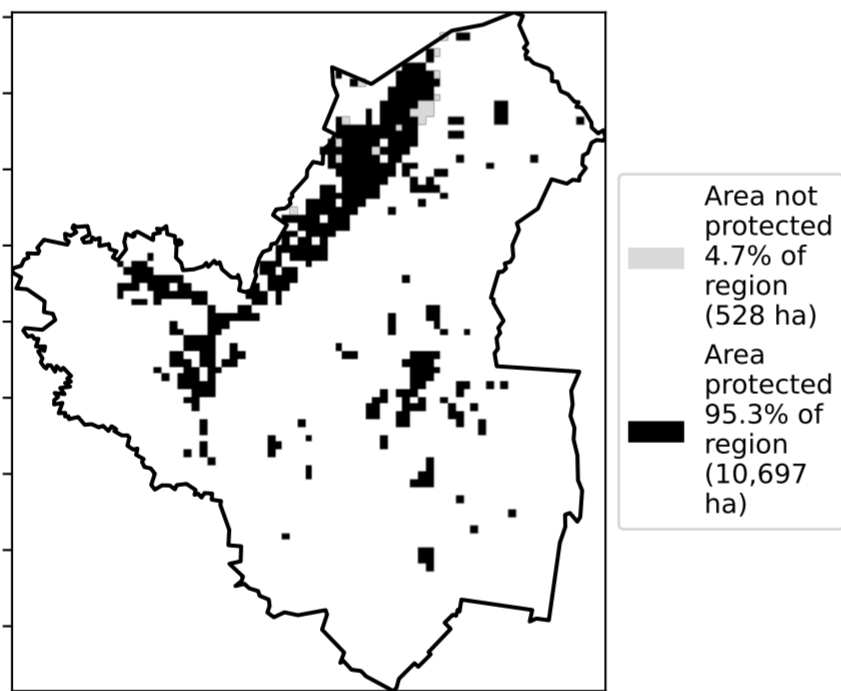 Area not
protected
4.7% of
region
(528 ha)
Area
protected
95.3% of
region
(10,697
ha)